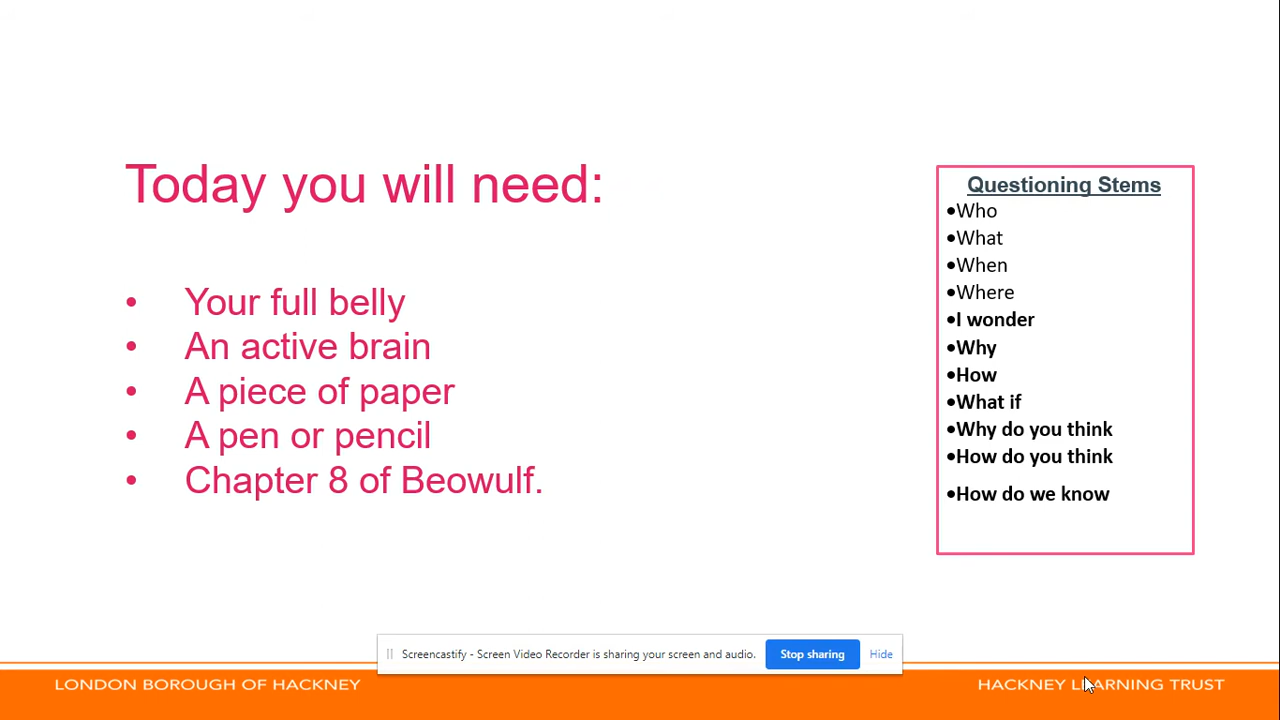 Today you will need:
• Your full belly
• An active brain
• A piece of paper
• A pen or pencil
• Chapter 8 of Beowulf.
Questioning Stems
•Who
•What
•When
•Where
•I wonder
•Why
•How
•What if
•Why do you think
•How do you think
•How do we know
Screencastify - Screen Video Recorder is sharing your screen and audio.
Stop sharing
Hide
LONDON BOROUGH OF HACKNEY
HACKNEY LEARNING TRUST